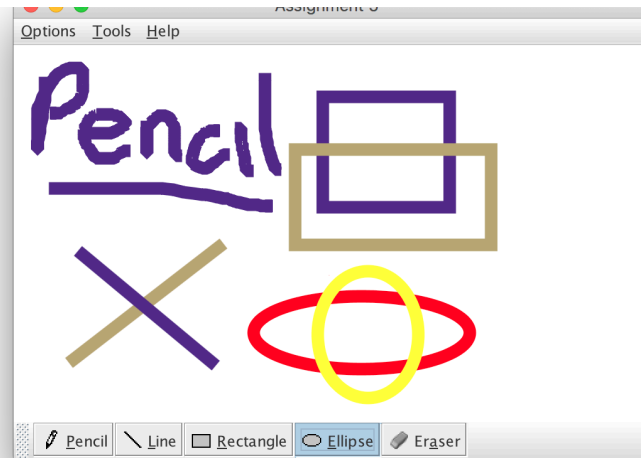 Assignment 3
Options Tools Help
Pencil
Pencil Line Rectangle Ellipse Eraser